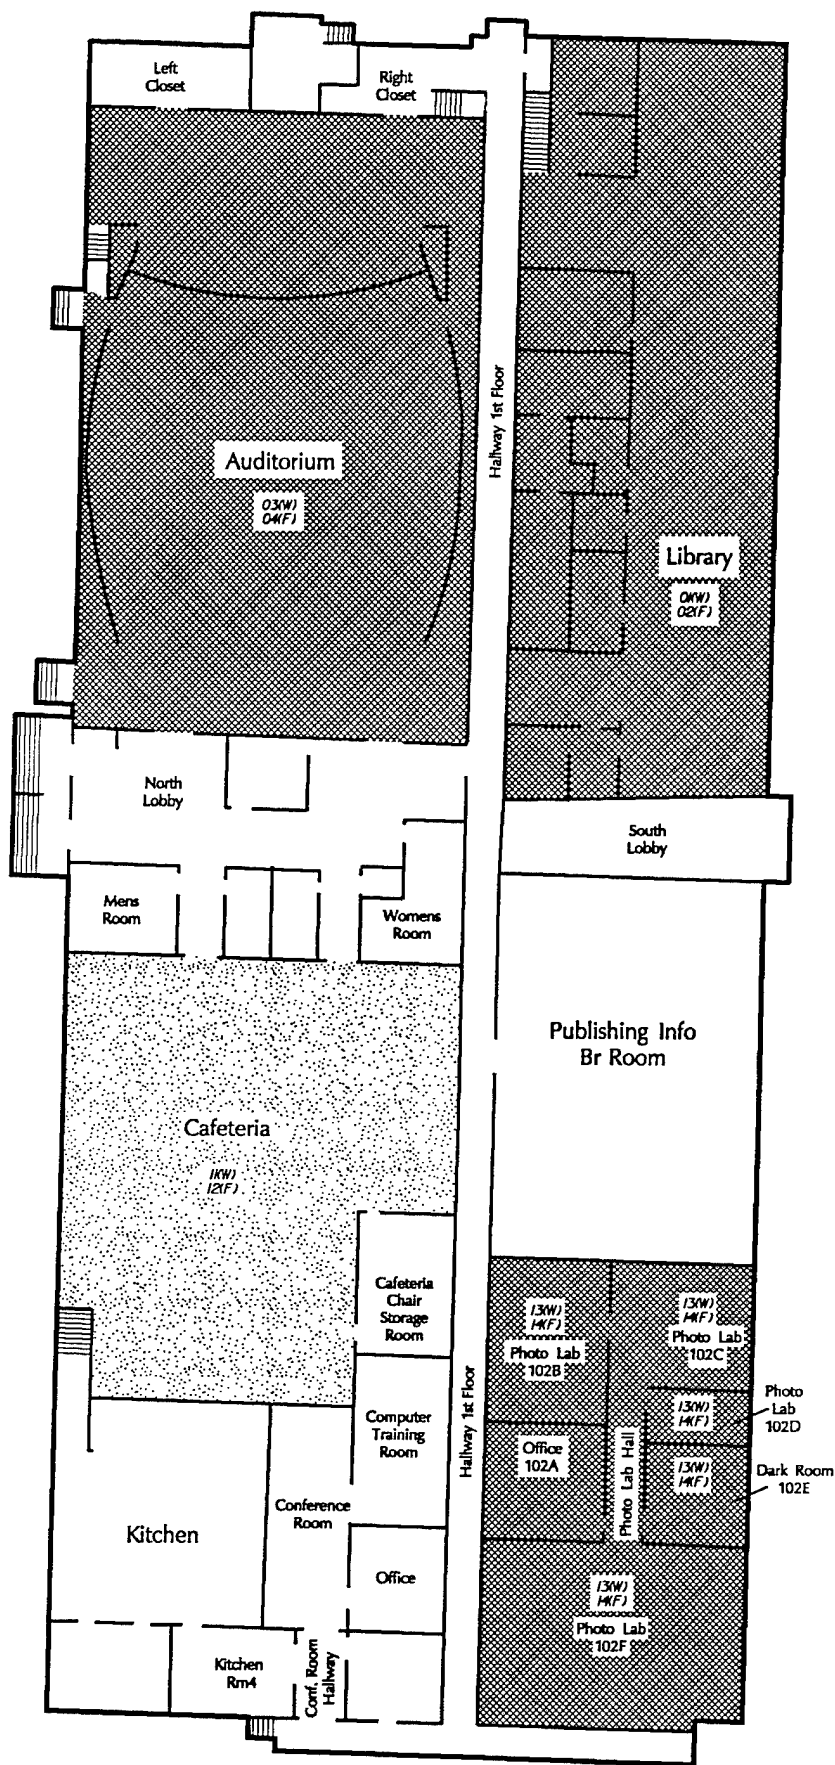 Left
Closet
Right
Closet
Hallway 1st Floor
Auditorium
03(W)
04(F)
Library
01(W)
02(F)
North
Lobby
South
Lobby
Mens
Room
Womens
Room
Publishing Info
Br Room
Cafeteria
11(W)
12(F)
Cafeteria
Chair
Storage
Room
13(W)
14(F)
Photo Lab
102B
13(W)
14(F)
Photo Lab
102C
Hallway 1st Floor
Computer
Training
Room
Office
102A
Photo Lab Hall
13(W)
14(F)
Photo
Lab
102D
13(W)
14(F)
Dark Room
102E
Conference
Room
Kitchen
Office
13(W)
14(F)
Photo Lab
102F
Kitchen
Rm4
Conf. Room
Hallway